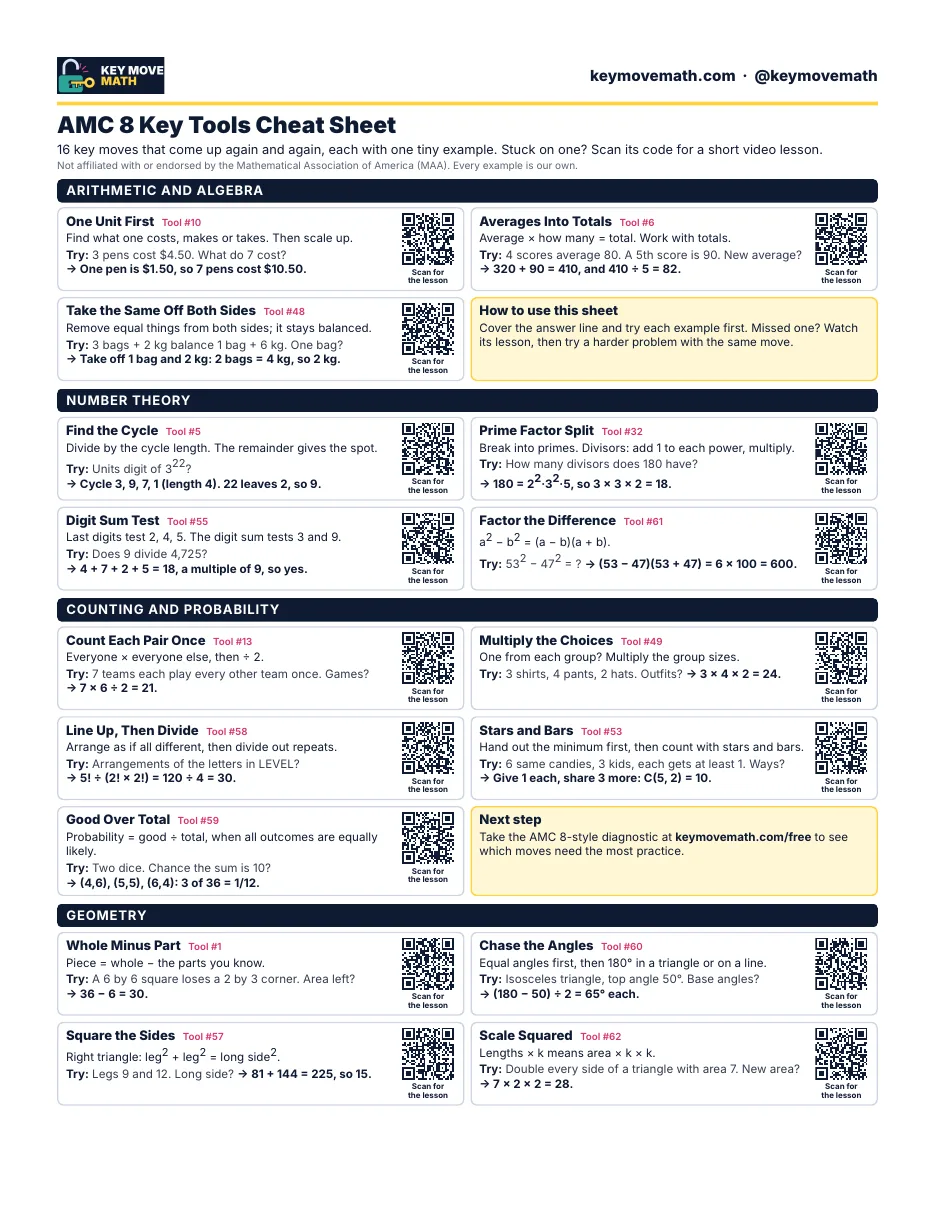 KEY MOVE
MATH
keymovemath.com · @keymovemath
AMC 8 Key Tools Cheat Sheet
16 key moves that come up again and again, each with one tiny example. Stuck on one? Scan its code for a short video lesson.
Not affiliated with or endorsed by the Mathematical Association of America (MAA). Every example is our own.
ARITHMETIC AND ALGEBRA
One Unit First Tool #10
Find what one costs, makes or takes. Then scale up.
Try: 3 pens cost $4.50. What do 7 cost?
→ One pen is $1.50, so 7 pens cost $10.50.
Scan for
the lesson
Averages Into Totals Tool #6
Average × how many = total. Work with totals.
Try: 4 scores average 80. A 5th score is 90. New average?
→ 320 + 90 = 410, and 410 ÷ 5 = 82.
Scan for
the lesson
Take the Same Off Both Sides Tool #48
Remove equal things from both sides; it stays balanced.
Try: 3 bags + 2 kg balance 1 bag + 6 kg. One bag?
→ Take off 1 bag and 2 kg: 2 bags = 4 kg, so 2 kg.
Scan for
the lesson
How to use this sheet
Cover the answer line and try each example first. Missed one? Watch
its lesson, then try a harder problem with the same move.
NUMBER THEORY
Find the Cycle Tool #5
Divide by the cycle length. The remainder gives the spot.
Try: Units digit of 3²²?
→ Cycle 3, 9, 7, 1 (length 4). 22 leaves 2, so 9.
Scan for
the lesson
Prime Factor Split Tool #32
Break into primes. Divisors: add 1 to each power, multiply.
Try: How many divisors does 180 have?
→ 180 = 2²·3²·5, so 3 × 3 × 2 = 18.
Scan for
the lesson
Digit Sum Test Tool #55
Last digits test 2, 4, 5. The digit sum tests 3 and 9.
Try: Does 9 divide 4,725?
→ 4 + 7 + 2 + 5 = 18, a multiple of 9, so yes.
Scan for
the lesson
Factor the Difference Tool #61
a² − b² = (a − b)(a + b).
Try: 53² − 47² = ? → (53 − 47)(53 + 47) = 6 × 100 = 600.
Scan for
the lesson
COUNTING AND PROBABILITY
Count Each Pair Once Tool #13
Everyone × everyone else, then ÷ 2.
Try: 7 teams each play every other team once. Games?
→ 7 × 6 ÷ 2 = 21.
Scan for
the lesson
Multiply the Choices Tool #49
One from each group? Multiply the group sizes.
Try: 3 shirts, 4 pants, 2 hats. Outfits? → 3 × 4 × 2 = 24.
Scan for
the lesson
Line Up, Then Divide Tool #58
Arrange as if all different, then divide out repeats.
Try: Arrangements of the letters in LEVEL?
→ 5! ÷ (2! × 2!) = 120 ÷ 4 = 30.
Scan for
the lesson
Stars and Bars Tool #53
Hand out the minimum first, then count with stars and bars.
Try: 6 same candies, 3 kids, each gets at least 1. Ways?
→ Give 1 each, share 3 more: C(5, 2) = 10.
Scan for
the lesson
Good Over Total Tool #59
Probability = good ÷ total, when all outcomes are equally
likely.
Try: Two dice. Chance the sum is 10?
→ (4,6), (5,5), (6,4): 3 of 36 = 1/12.
Scan for
the lesson
Next step
Take the AMC 8-style diagnostic at keymovemath.com/free to see
which moves need the most practice.
GEOMETRY
Whole Minus Part Tool #1
Piece = whole − the parts you know.
Try: A 6 by 6 square loses a 2 by 3 corner. Area left?
→ 36 − 6 = 30.
Scan for
the lesson
Chase the Angles Tool #60
Equal angles first, then 180° in a triangle or on a line.
Try: Isosceles triangle, top angle 50°. Base angles?
→ (180 − 50) ÷ 2 = 65° each.
Scan for
the lesson
Square the Sides Tool #57
Right triangle: leg² + leg² = long side².
Try: Legs 9 and 12. Long side? → 81 + 144 = 225, so 15.
Scan for
the lesson
Scale Squared Tool #62
Lengths × k means area × k × k.
Try: Double every side of a triangle with area 7. New area?
→ 7 × 2 × 2 = 28.
Scan for
the lesson